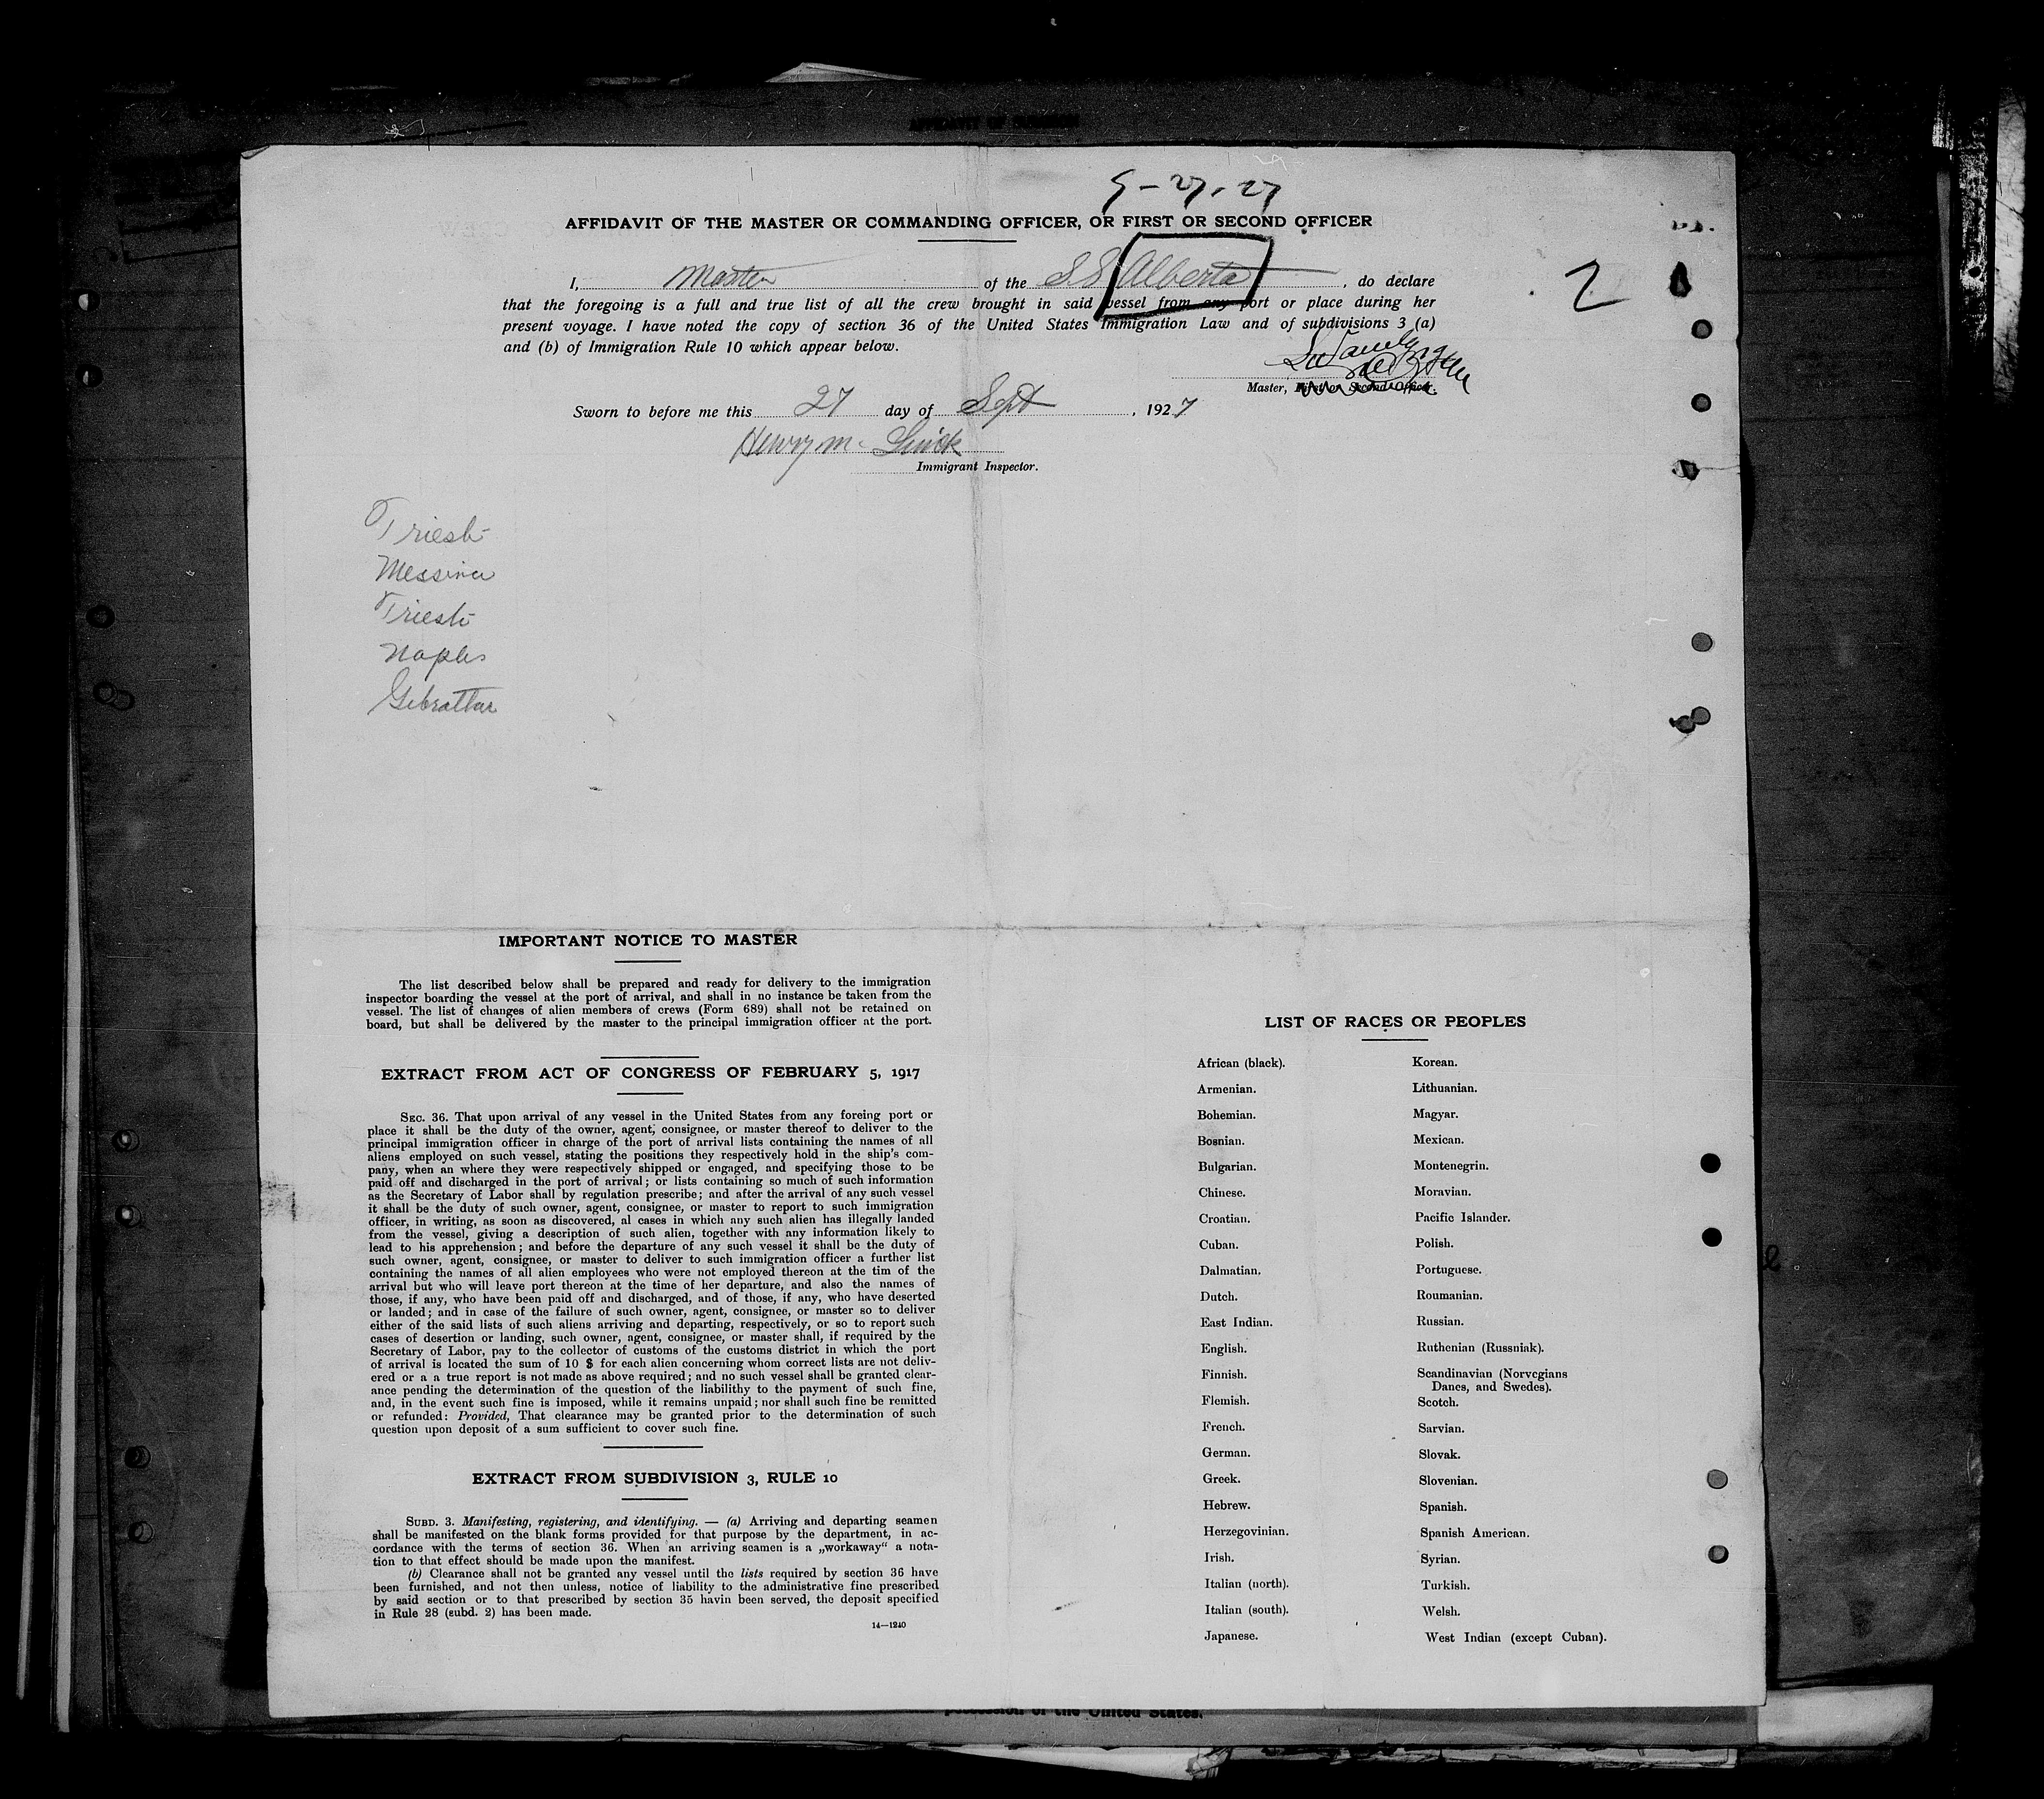 9-27-27
AFFIDAVIT OF THE MASTER OR COMMANDING OFFICER, OR FIRST OR SECOND OFFICER
I, Master of the SS Alberta, do declare
that the foregoing is a full and true list of all the crew brought in said vessel from any port or place during her
present voyage. I have noted the copy of section 36 of the United States Immigration Law and of subdivisions 3 (a)
and (b) of Immigration Rule 10 which appear below.
2
Master, First or Second Officer.
Sworn to before me this 27 day of Sept, 1927
Henry M.
Immigrant Inspector.
Trieste
Messina
Trieste
Naples
Gibraltar
IMPORTANT NOTICE TO MASTER
The list described below shall be prepared and ready for delivery to the immigration
inspector boarding the vessel at the port of arrival, and shall in no instance be taken from the
vessel. The list of changes of alien members of crews (Form 689) shall not be retained on
board, but shall be delivered by the master to the principal immigration officer at the port.
EXTRACT FROM ACT OF CONGRESS OF FEBRUARY 5, 1917
SEC. 36. That upon arrival of any vessel in the United States from any foreing port or
place it shall be the duty of the owner, agent, consignee, or master thereof to deliver to the
principal immigration officer in charge of the port of arrival lists containing the names of all
aliens employed on such vessel, stating the positions they respectively hold in the ship's com-
pany, when an where they were respectively shipped or engaged, and specifying those to be
paid off and discharged in the port of arrival; or lists containing so much of such information
as the Secretary of Labor shall by regulation prescribe; and after the arrival of any such vessel
it shall be the duty of such owner, agent, consignee, or master to report to such immigration
officer, in writing, as soon as discovered, al cases in which any such alien has illegally landed
from the vessel, giving a description of such alien, together with any information likely to
lead to his apprehension; and before the departure of any such vessel it shall be the duty of
such owner, agent, consignee, or master to deliver to such immigration officer a further list
containing the names of all alien employees who were not employed thereon at the tim of the
arrival but who will leave port thereon at the time of her departure, and also the names of
those, if any, who have been paid off and discharged, and of those, if any, who have deserted
or landed; and in case of the failure of such owner, agent, consignee, or master so to deliver
either of the said lists of such aliens arriving and departing, respectively, or so to report such
cases of desertion or landing, such owner, agent, consignee, or master shall, if required by the
Secretary of Labor, pay to the collector of customs of the customs district in which the port
of arrival is located the sum of 10 $ for each alien concerning whom correct lists are not deliv-
ered or a a true report is not made as above required; and no such vessel shall be granted clear-
ance pending the determination of the question of the liabilithy to the payment of such fine,
and, in the event such fine is imposed, while it remains unpaid; nor shall such fine be remitted
or refunded: Provided, That clearance may be granted prior to the determination of such
question upon deposit of a sum sufficient to cover such fine.
EXTRACT FROM SUBDIVISION 3, RULE 10
SUBD. 3. Manifesting, registering, and identifying. — (a) Arriving and departing seamen
shall be manifested on the blank forms provided for that purpose by the department, in ac-
cordance with the terms of section 36. When an arriving seamen is a „workaway“ a nota-
tion to that effect should be made upon the manifest.
(b) Clearance shall not be granted any vessel until the lists required by section 36 have
been furnished, and not then unless, notice of liability to the administrative fine prescribed
by said section or to that prescribed by section 35 havin been served, the deposit specified
in Rule 28 (subd. 2) has been made.
14—1240
LIST OF RACES OR PEOPLES
African (black).
Armenian.
Bohemian.
Bosnian.
Bulgarian.
Chinese.
Croatian.
Cuban.
Dalmatian.
Dutch.
East Indian.
English.
Finnish.
Flemish.
French.
German.
Greek.
Hebrew.
Herzegovinian.
Irish.
Italian (north).
Italian (south).
Japanese.
Korean.
Lithuanian.
Magyar.
Mexican.
Montenegrin.
Moravian.
Pacific Islander.
Polish.
Portuguese.
Roumanian.
Russian.
Ruthenian (Russniak).
Scandinavian (Norvegians
Danes, and Swedes).
Scotch.
Sarvian.
Slovak.
Slovenian.
Spanish.
Spanish American.
Syrian.
Turkish.
Welsh.
West Indian (except Cuban).
possession of the United States.